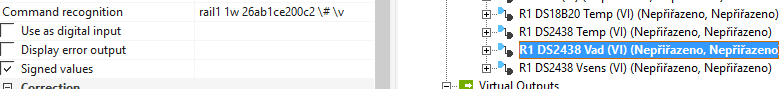 Command recognition rail1 1w 26ab1ce200c2 \# \v
Use as digital input
Display error output
Signed values
Correction
R1 DS18B20 Temp (VI) (Nepřiřazeno, Nepřiřazeno)
R1 DS2438 Temp (VI) (Nepřiřazeno, Nepřiřazeno)
R1 DS2438 Vad (VI) (Nepřiřazeno, Nepřiřazeno
R1 DS2438 Vsens (VI) (Nepřiřazeno, Nepřiřazeno)
Virtual Outputs